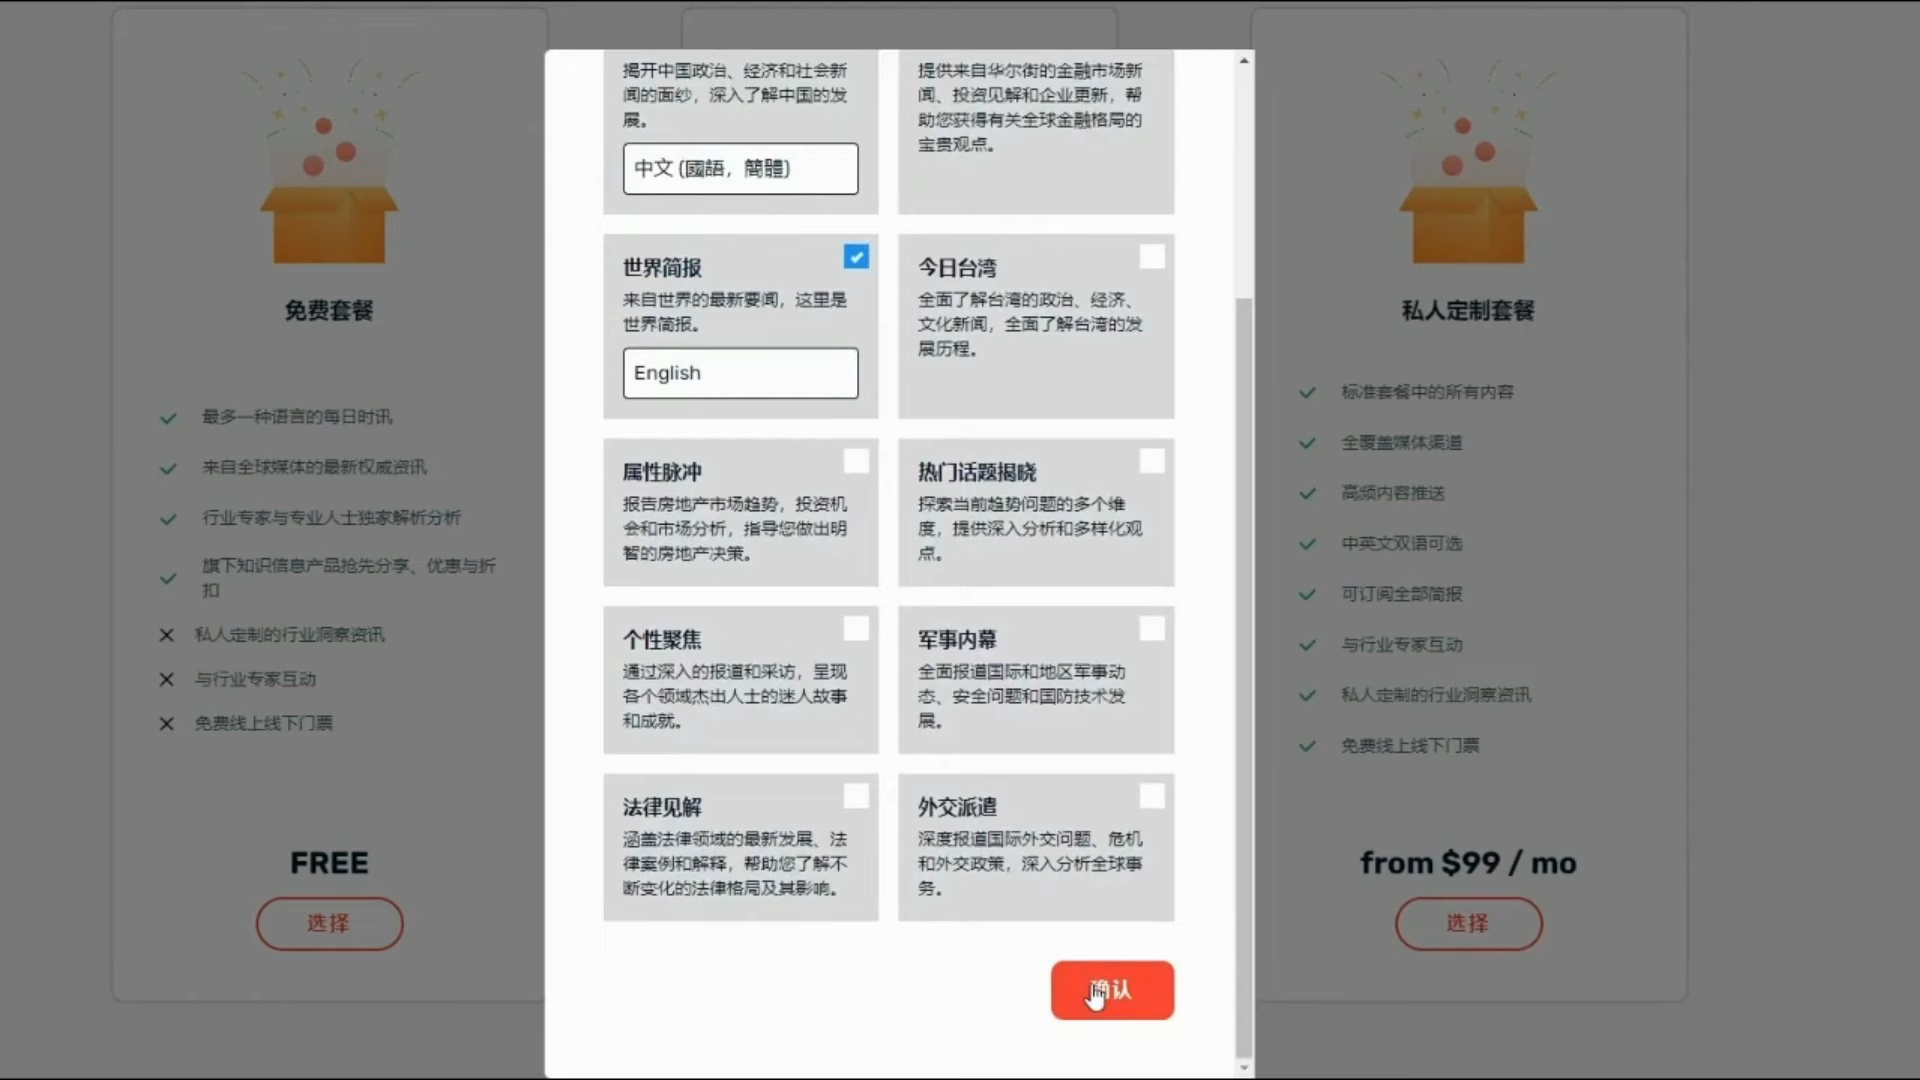 免费套餐
最多一种语言的每日时讯
来自全球媒体的最新权威资讯
行业专家与专业人士独家解析分析
旗下知识信息产品抢先分享、优惠与折
扣
私人定制的行业洞察资讯
与行业专家互动
免费线上线下门票
FREE
选择
揭开中国政治、经济和社会新
闻的面纱，深入了解中国的发
展。
中文 (國語，簡體)
提供来自华尔街的金融市场新
闻、投资见解和企业更新，帮
助您获得有关全球金融格局的
宝贵观点。
世界简报
来自世界的最新要闻，这里是
世界简报。
English
今日台湾
全面了解台湾的政治、经济、
文化新闻，全面了解台湾的发
展历程。
属性脉冲
报告房地产市场趋势，投资机
会和市场分析，指导您做出明
智的房地产决策。
热门话题揭晓
探索当前趋势问题的多个维
度，提供深入分析和多样化观
点。
个性聚焦
通过深入的报道和采访，呈现
各个领域杰出人士的迷人故事
和成就。
军事内幕
全面报道国际和地区军事动
态、安全问题和国防技术发
展。
法律见解
涵盖法律领域的最新发展、法
律案例和解释，帮助您了解不
断变化的法律格局及其影响。
外交派遣
深度报道国际外交问题、危机
和外交政策，深入分析全球事
务。
确认
私人定制套餐
标准套餐中的所有内容
全覆盖媒体渠道
高频内容推送
中英文双语可选
可订阅全部简报
与行业专家互动
私人定制的行业洞察资讯
免费线上线下门票
from $99 / mo
选择